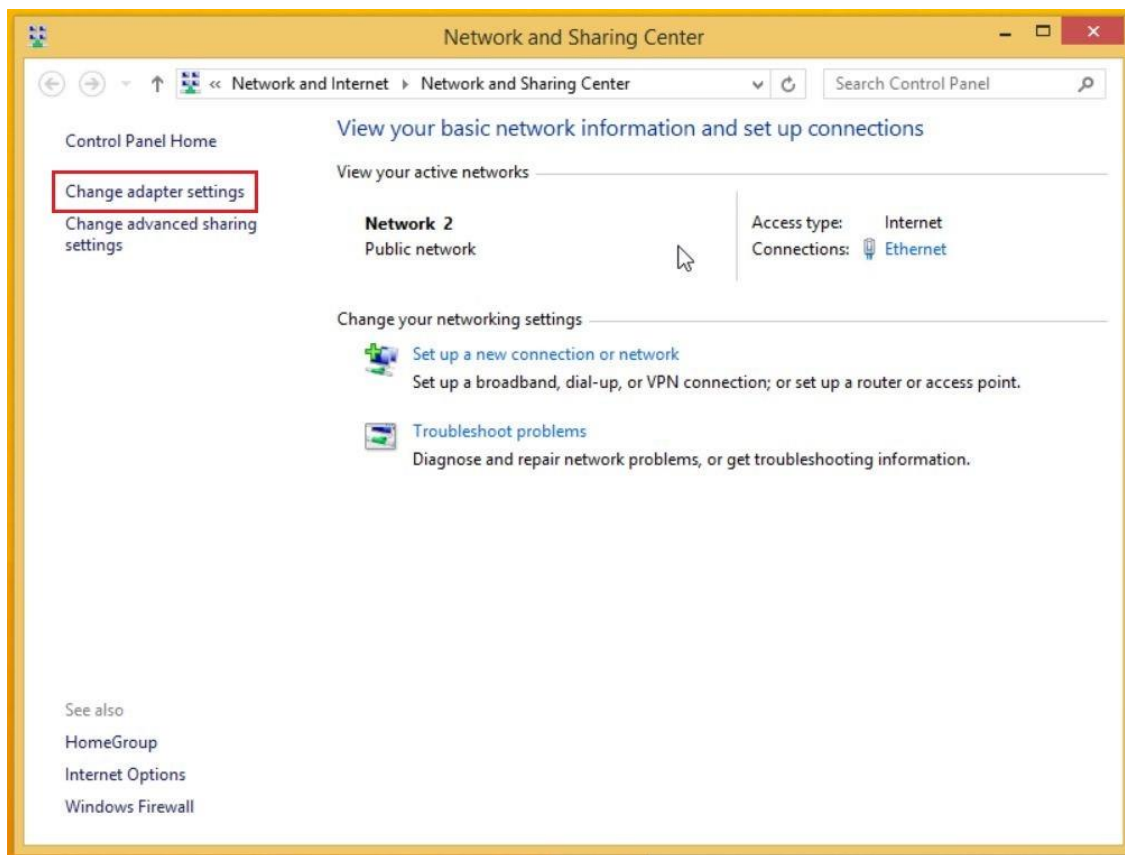 Network and Sharing Center
« Network and Internet ▸ Network and Sharing Center
Search Control Panel
Control Panel Home
Change adapter settings
Change advanced sharing
settings
View your basic network information and set up connections
View your active networks
Network 2
Public network
Access type: Internet
Connections: Ethernet
Change your networking settings
Set up a new connection or network
Set up a broadband, dial-up, or VPN connection; or set up a router or access point.
Troubleshoot problems
Diagnose and repair network problems, or get troubleshooting information.
See also
HomeGroup
Internet Options
Windows Firewall